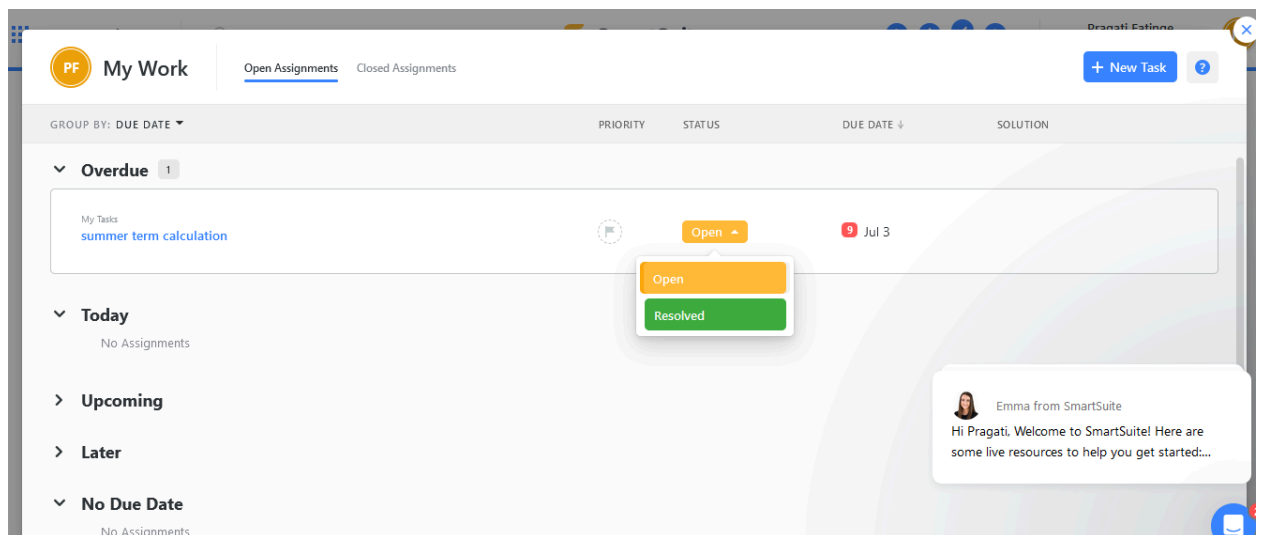 Pragati Fatinge
PF My Work Open Assignments Closed Assignments + New Task ?
GROUP BY: DUE DATE PRIORITY STATUS DUE DATE SOLUTION
Overdue 1
My Tasks
summer term calculation
Open 9 Jul 3
Open
Resolved
Today
No Assignments
Upcoming
Later
No Due Date
No Assignments
Emma from SmartSuite
Hi Pragati, Welcome to SmartSuite! Here are
some live resources to help you get started:...